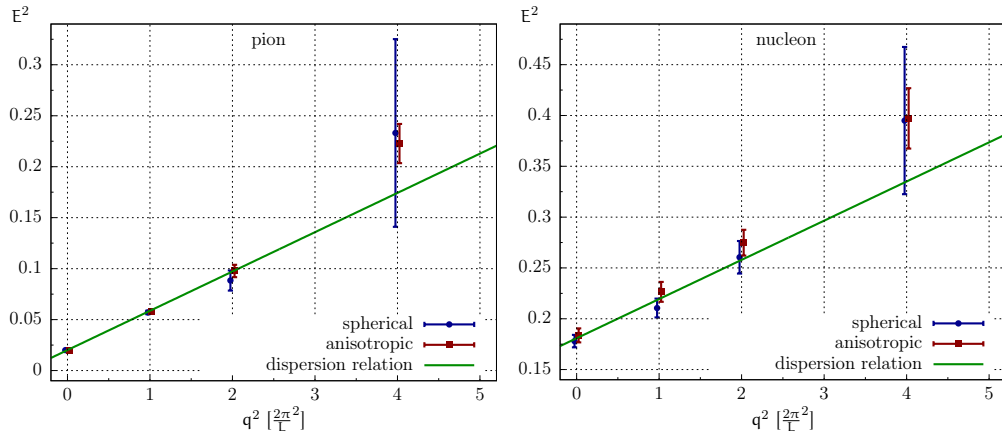 E²
pion
0.3
0.25
0.2
0.15
0.1
0.05
0
spherical
anisotropic
dispersion relation
0 1 2 3 4 5
q² [2π²/L]
E²
nucleon
0.45
0.4
0.35
0.3
0.25
0.2
0.15
spherical
anisotropic
dispersion relation
0 1 2 3 4 5
q² [2π²/L]